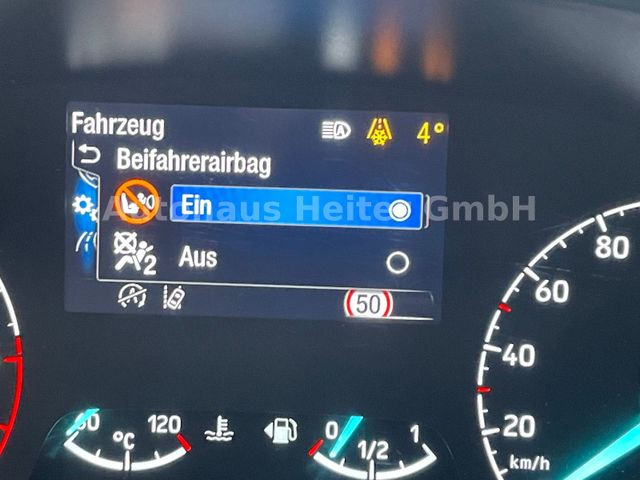 Fahrzeug 4°
Beifahrerairbag
Ein
Autohaus Heiter GmbH
2 Aus
50
80
60
40
20
km/h
60 120
°C
0 1/2 1